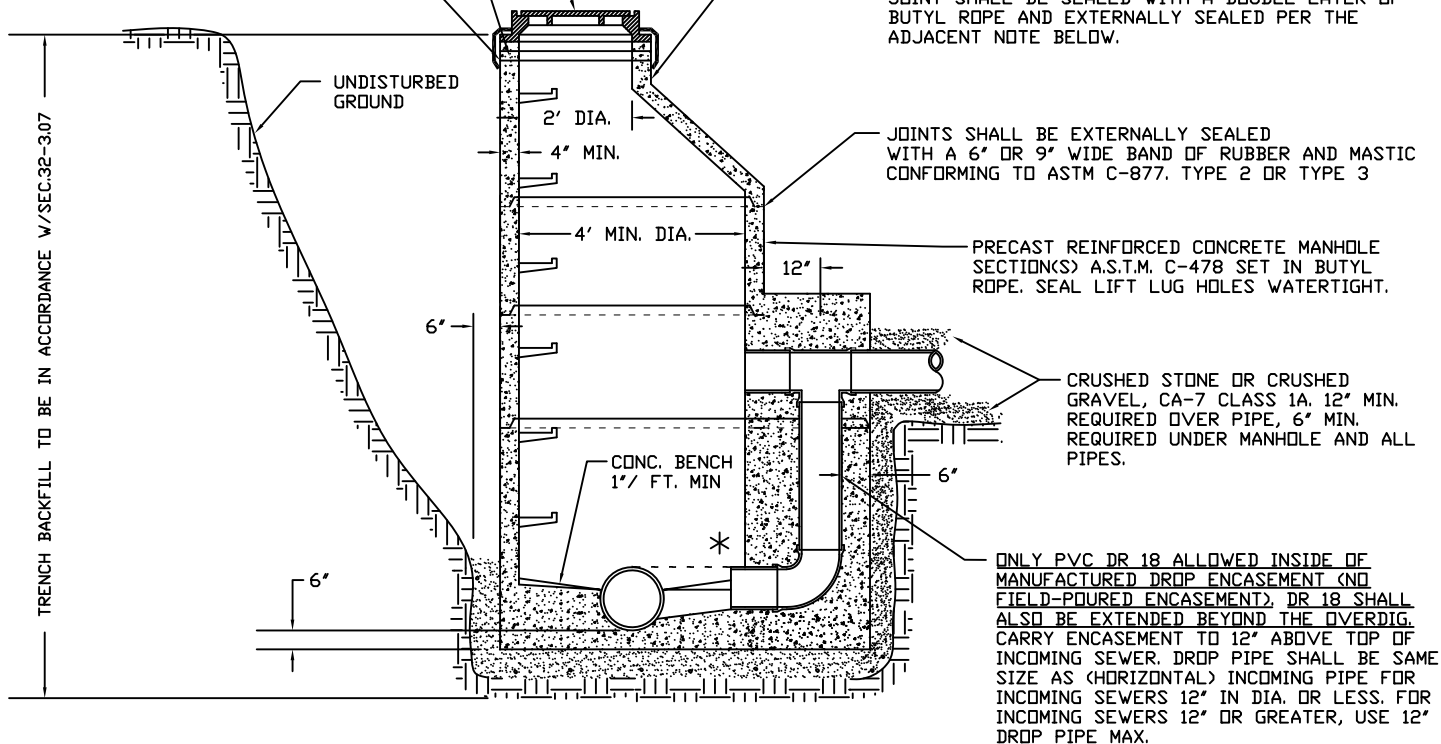 JOINT SHALL BE SEALED WITH A DOUBLE LAYER OF
BUTYL ROPE AND EXTERNALLY SEALED PER THE
ADJACENT NOTE BELOW.
UNDISTURBED
GROUND
2' DIA.
4" MIN.
JOINTS SHALL BE EXTERNALLY SEALED
WITH A 6" OR 9" WIDE BAND OF RUBBER AND MASTIC
CONFORMING TO ASTM C-877. TYPE 2 OR TYPE 3
TRENCH BACKFILL TO BE IN ACCORDANCE W/SEC.32-3.07
4' MIN. DIA.
12"
PRECAST REINFORCED CONCRETE MANHOLE
SECTION(S) A.S.T.M. C-478 SET IN BUTYL
ROPE. SEAL LIFT LUG HOLES WATERTIGHT.
6"
CRUSHED STONE OR CRUSHED
GRAVEL, CA-7 CLASS 1A. 12" MIN.
REQUIRED OVER PIPE, 6" MIN.
REQUIRED UNDER MANHOLE AND ALL
PIPES.
CONC. BENCH
1"/ FT. MIN
6"
*
6"
ONLY PVC DR 18 ALLOWED INSIDE OF
MANUFACTURED DROP ENCASEMENT (NO
FIELD-POURED ENCASEMENT). DR 18 SHALL
ALSO BE EXTENDED BEYOND THE OVERDIG.
CARRY ENCASEMENT TO 12" ABOVE TOP OF
INCOMING SEWER. DROP PIPE SHALL BE SAME
SIZE AS (HORIZONTAL) INCOMING PIPE FOR
INCOMING SEWERS 12" IN DIA. OR LESS. FOR
INCOMING SEWERS 12" OR GREATER, USE 12"
DROP PIPE MAX.